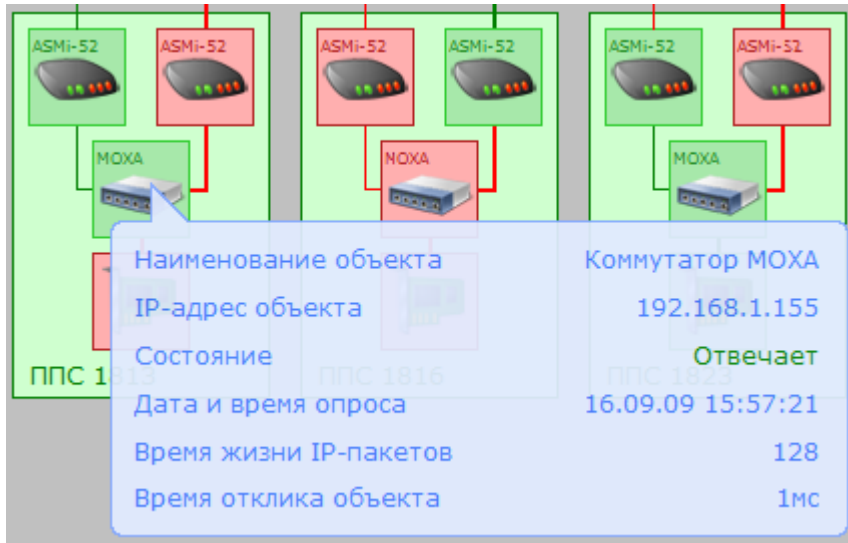 ASMi-52 ASMi-52 ASMi-52 ASMi-52 ASMi-52 ASMi-52
MOXA MOXA MOXA
Наименование объекта Коммутатор MOXA
IP-адрес объекта 192.168.1.155
Состояние Отвечает
ППС 1813 ППС 1816 ППС 1823
Дата и время опроса 16.09.09 15:57:21
Время жизни IP-пакетов 128
Время отклика объекта 1мс